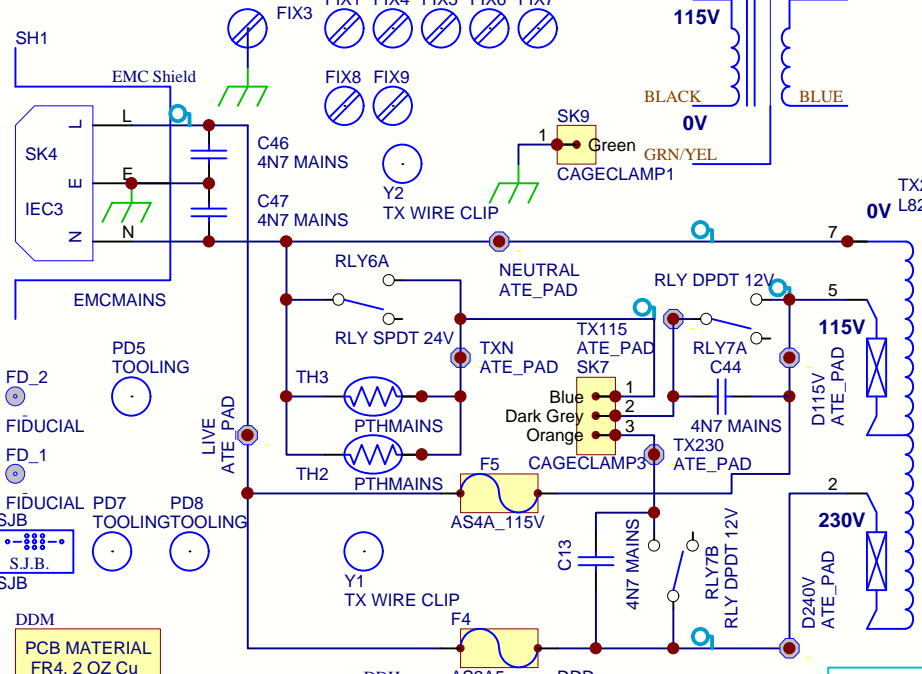 FIX3
FIX1 FIX4 FIX5 FIX6 FIX7
115V
SH1
EMC Shield
FIX8 FIX9
BLACK
BLUE
0V
GRN/YEL
SK9
1
Green
CAGECLAMP1
L
L
SK4
E
E
IEC3
N
N
C46
4N7 MAINS
C47
4N7 MAINS
Y2
TX WIRE CLIP
0V
7
EMCMAINS
RLY6A
RLY SPDT 24V
NEUTRAL
ATE_PAD
RLY DPDT 12V
5
115V
TX115
ATE_PAD
SK7
RLY7A
C44
4N7 MAINS
TXN
ATE_PAD
Blue
1
Dark Grey
2
Orange
3
CAGECLAMP3
TX230
ATE_PAD
D115V
ATE_PAD
PD5
TOOLING
FD_2
FIDUCIAL
FD_1
FIDUCIAL
LIVE
ATE_PAD
TH3
PTHMAINS
TH2
PTHMAINS
F5
AS4A_115V
2
230V
PD7
TOOLING
PD8
TOOLING
SJB
S.J.B.
SJB
Y1
TX WIRE CLIP
C13
4N7 MAINS
RLY7B
RLY DPDT 12V
D240V
ATE_PAD
DDM
PCB MATERIAL
FR4, 2 OZ Cu
F4